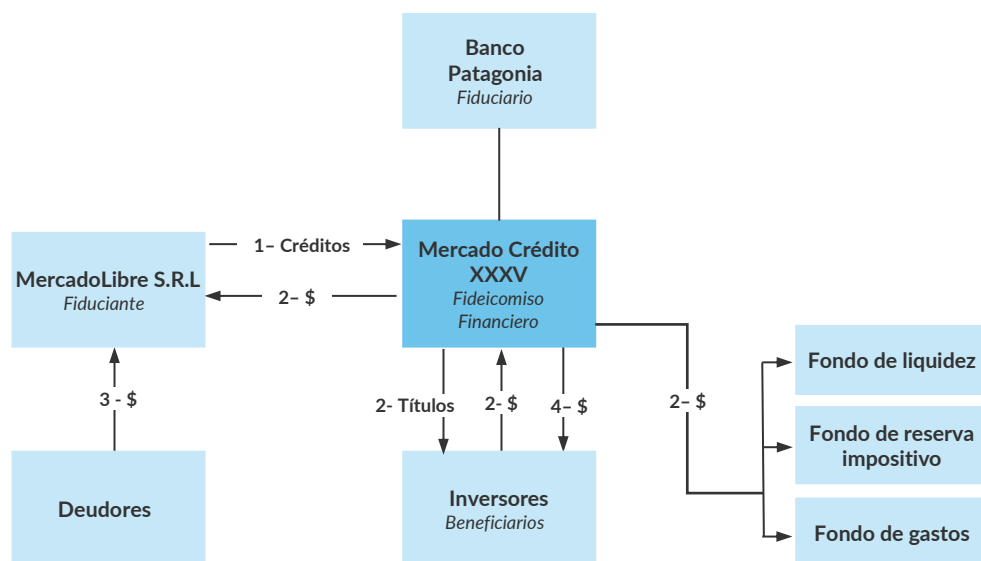 Banco
Patagonia
Fiduciario
1– Créditos
MercadoLibre S.R.L
Fiduciante
2– $
Mercado Crédito
XXXV
Fideicomiso
Financiero
3 - $
2- Títulos
2- $
4– $
2– $
Fondo de liquidez
Fondo de reserva
impositivo
Fondo de gastos
Deudores
Inversores
Beneficiarios